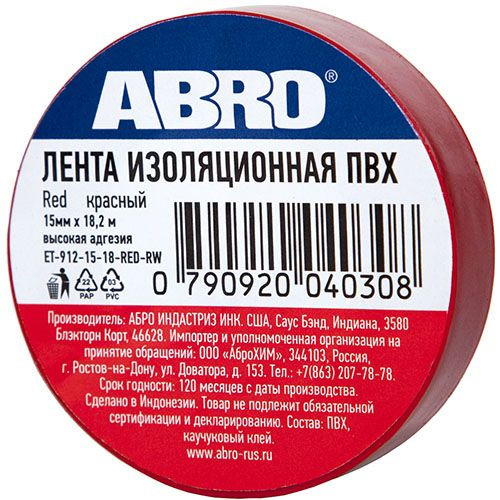 ABRO®
ЛЕНТА ИЗОЛЯЦИОННАЯ ПВХ
Red красный
15мм x 18,2 м
высокая адгезия
ET-912-15-18-RED-RW
22 PAP
03 PVC
0 790920 040308
Производитель: АБРО ИНДАСТРИЗ ИНК. США, Саус Бэнд, Индиана, 3580
Блэкторн Корт, 46628. Импортер и уполномоченная организация на
принятие обращений: ООО «АброХИМ», 344103, Россия,
г. Ростов-на-Дону, ул. Доватора, д. 153. Тел.: +7(863) 207-78-78.
Срок годности: 120 месяцев с даты производства.
Сделано в Индонезии. Товар не подлежит обязательной
сертификации и декларированию. Состав: ПВХ,
каучуковый клей.
www.abro-rus.ru